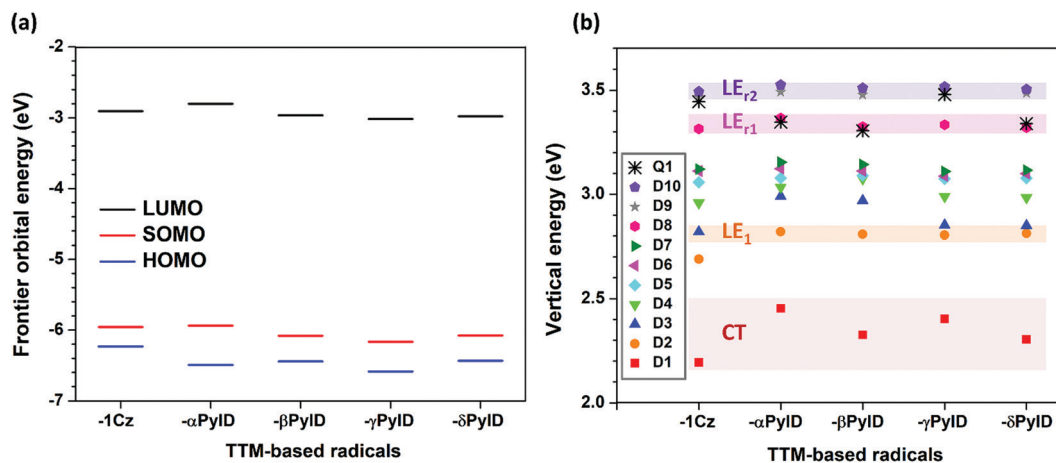 (a)
Frontier orbital energy (eV)
-2
-3
-4
-5
-6
-7
LUMO
SOMO
HOMO
-1Cz
-αPyID
-βPyID
-γPyID
-δPyID
TTM-based radicals
(b)
Vertical energy (eV)
3.5
3.0
2.5
2.0
Q1
D10
D9
D8
D7
D6
D5
D4
D3
D2
D1
LEr2
LEr1
LE1
CT
-1Cz
-αPyID
-βPyID
-γPyID
-δPyID
TTM-based radicals